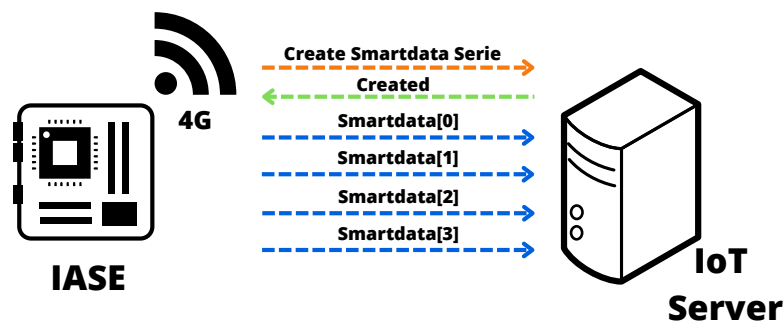 Create Smartdata Serie
Created
4G
Smartdata[0]
Smartdata[1]
Smartdata[2]
Smartdata[3]
IASE
IoT
Server